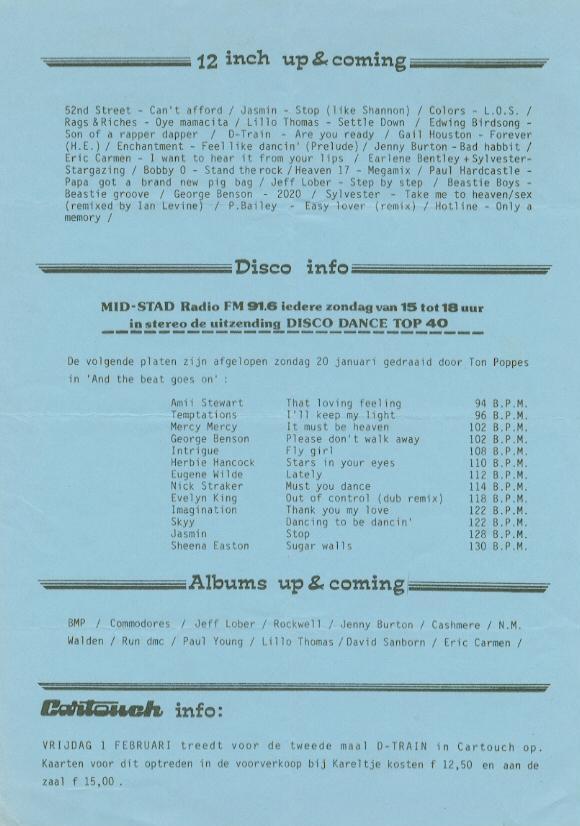 12 inch up & coming
52nd Street - Can't afford / Jasmin - Stop (like Shannon) / Colors - L.O.S. /
Rags & Riches - Oye mamacita / Lillo Thomas - Settle Down / Edwing Birdsong -
Son of a rapper dapper / D-Train - Are you ready / Gail Houston - Forever
(H.E.) / Enchantment - Feel like dancin' (Prelude) / Jenny Burton - Bad habbit /
Eric Carmen - I want to hear it from your lips / Earlene Bentley + Sylvester-
Stargazing / Bobby O - Stand the rock / Heaven 17 - Megamix / Paul Hardcastle -
Papa got a brand new pig bag / Jeff Lober - Step by step / Beastie Boys -
Beastie groove / George Benson - 2020 / Sylvester - Take me to heaven/sex
(remixed by Ian Levine) / P.Bailey - Easy lover (remix) / Hotline - Only a
memory /
Disco info
MID-STAD Radio FM 91.6 iedere zondag van 15 tot 18 uur
in stereo de uitzending DISCO DANCE TOP 40
De volgende platen zijn afgelopen zondag 20 januari gedraaid door Ton Poppes
in 'And the beat goes on' :
Amii Stewart That loving feeling 94 B.P.M.
Temptations I'll keep my light 96 B.P.M.
Mercy Mercy It must be heaven 102 B.P.M.
George Benson Please don't walk away 102 B.P.M.
Intrigue Fly girl 108 B.P.M.
Herbie Hancock Stars in your eyes 110 B.P.M.
Eugene Wilde Lately 112 B.P.M.
Nick Straker Must you dance 114 B.P.M.
Evelyn King Out of control (dub remix) 118 B.P.M.
Imagination Thank you my love 122 B.P.M.
Skyy Dancing to be dancin' 122 B.P.M.
Jasmin Stop 128 B.P.M.
Sheena Easton Sugar walls 130 B.P.M.
Albums up & coming
BMP / Commodores / Jeff Lober / Rockwell / Jenny Burton / Cashmere / N.M.
Walden / Run dmc / Paul Young / Lillo Thomas / David Sanborn / Eric Carmen /
Cartouch info:
VRIJDAG 1 FEBRUARI treedt voor de tweede maal D-TRAIN in Cartouch op.
Kaarten voor dit optreden in de voorverkoop bij Kareltje kosten f 12,50 en aan de
zaal f 15,00 .